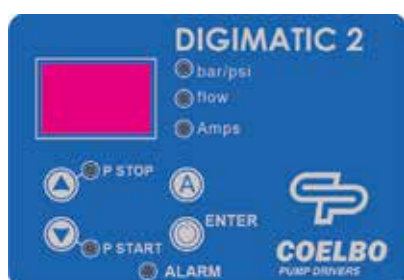 DIGIMATIC 2
bar/psi
flow
Amps
P STOP
A
ENTER
P START
ALARM
COELBO
PUMP DRIVERS